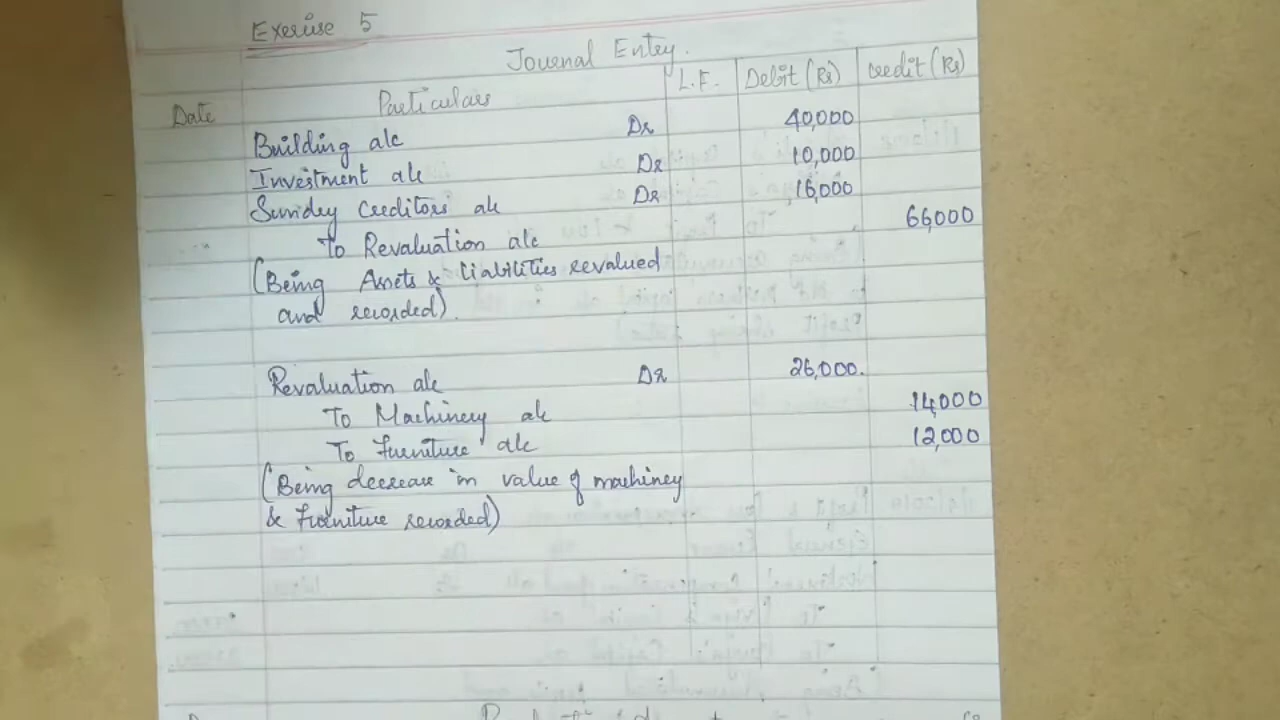 Exercise 5
Journal Entry.
Date Particulars L.F. Debit (Rs) Credit (Rs)
Building a/c Dr 40,000
Investment a/c Dr 10,000
Sundry Creditors a/c Dr 16,000
To Revaluation a/c 66,000
(Being Assets & liabilities revalued
and recorded).
Revaluation a/c Dr 26,000.
To Machinery a/c 14,000
To Furniture a/c 12,000
(Being decrease in value of machinery
& Furniture recorded)